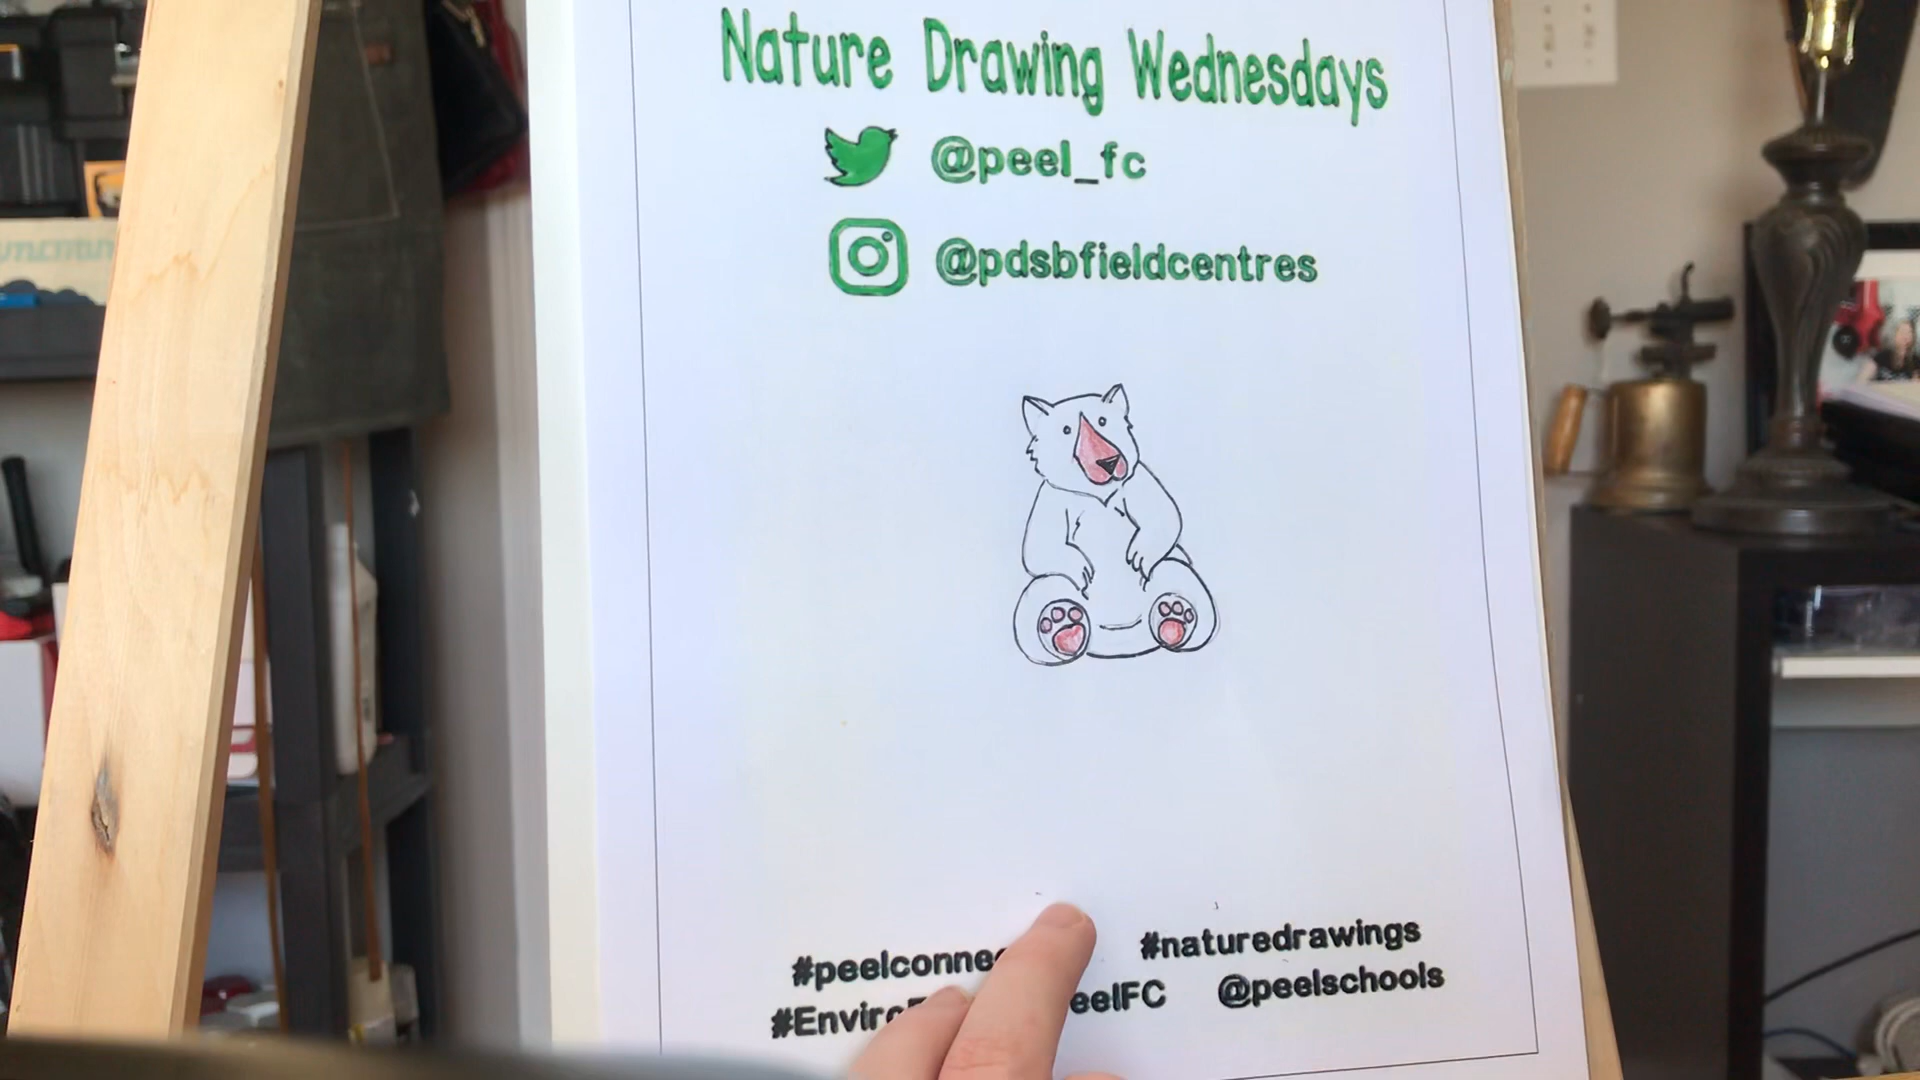 Nature Drawing Wednesdays
@peel_fc
@pdsbfieldcentres
#naturedrawings
@peelschools